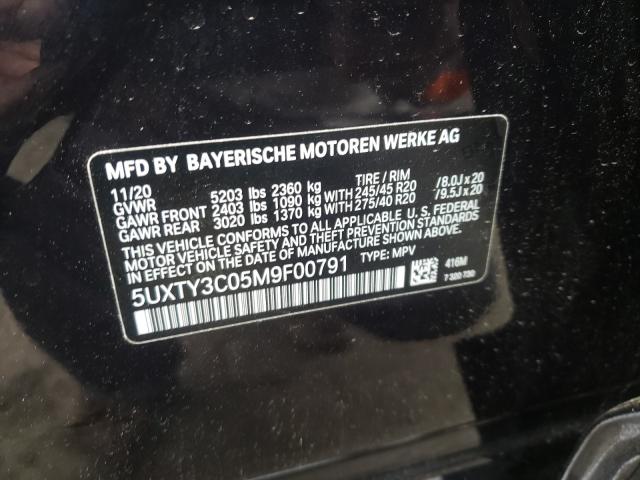 MFD BY BAYERISCHE MOTOREN WERKE AG
11/20 TIRE / RIM
GVWR 5203 lbs 2360 kg
GAWR FRONT 2403 lbs 1090 kg WITH 245/45 R20 /8.0J x 20
GAWR REAR 3020 lbs 1370 kg WITH 275/40 R20 /9.5J x 20
THIS VEHICLE CONFORMS TO ALL APPLICABLE U. S. FEDERAL
MOTOR VEHICLE SAFETY AND THEFT PREVENTION STANDARDS
IN EFFECT ON THE DATE OF MANUFACTURE SHOWN ABOVE.
5UXTY3C05M9F00791 TYPE: MPV 416M
7 300 730